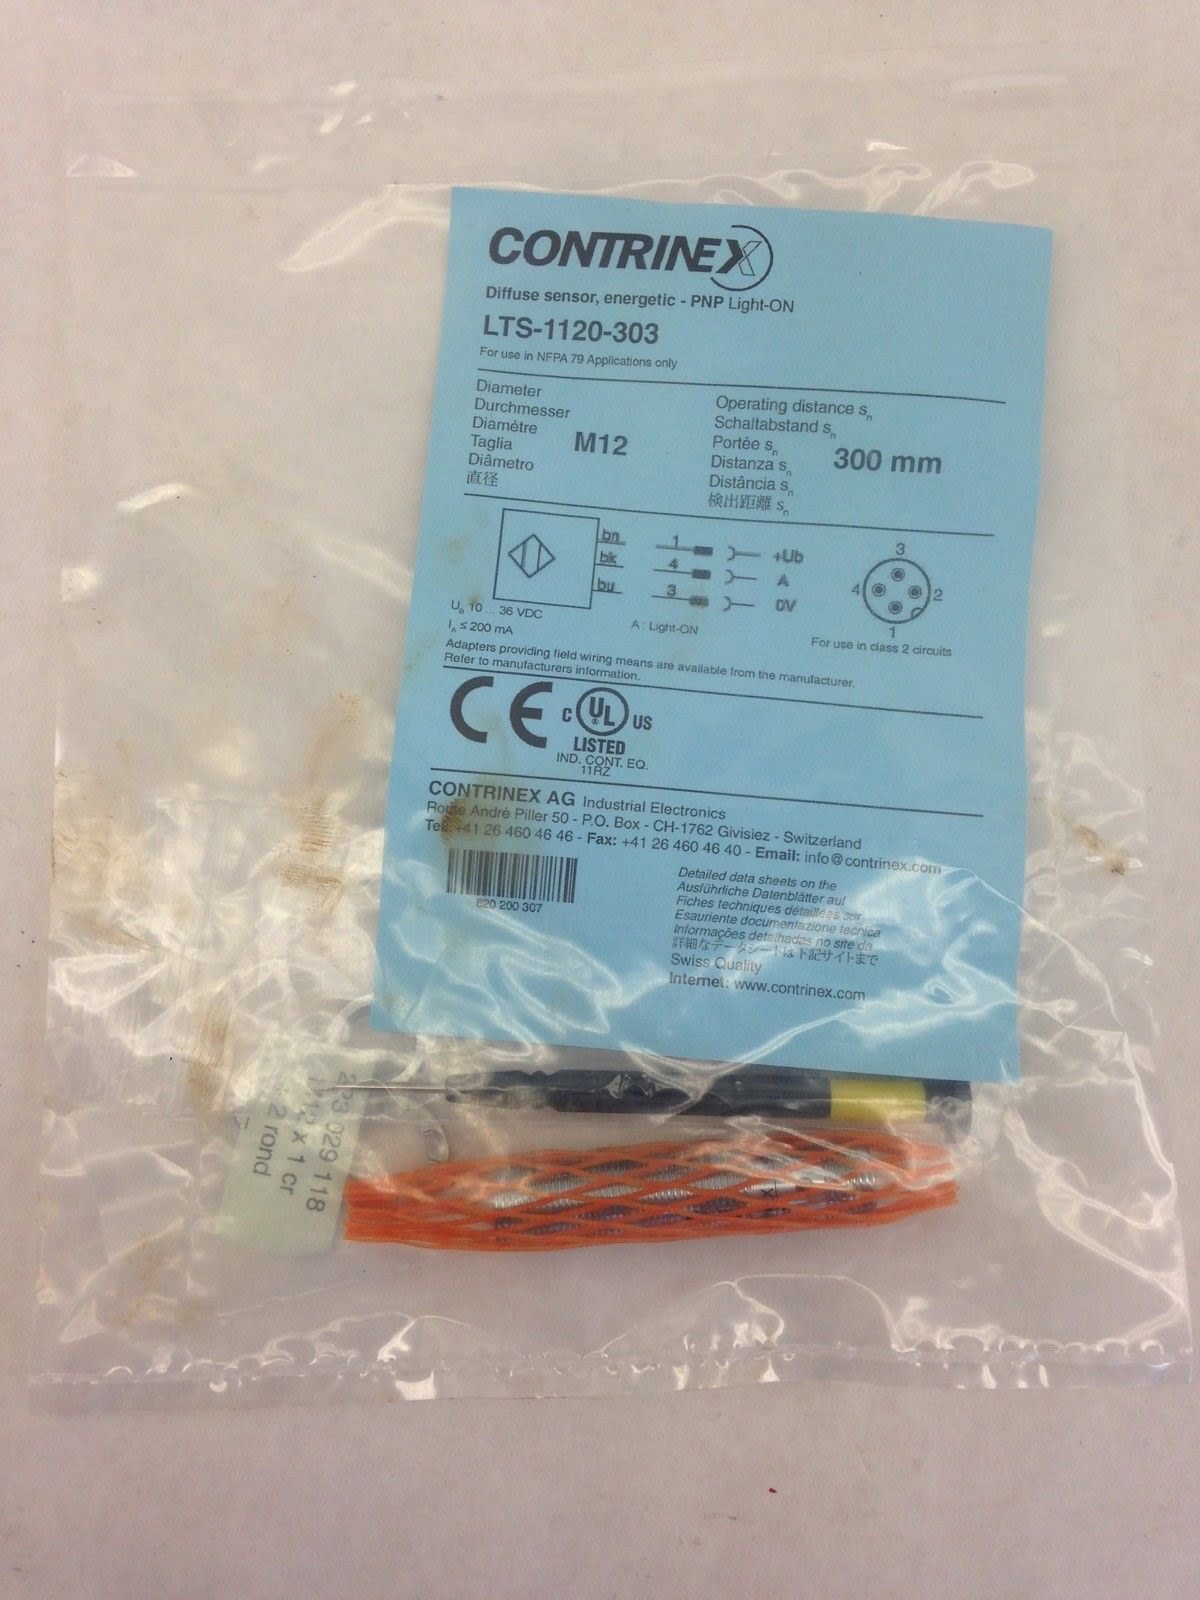 CONTRINEX
Diffuse sensor, energetic - PNP Light-ON
LTS-1120-303
For use in NFPA 79 Applications only
Diameter
Durchmesser
Diamètre
Taglia
Diâmetro
直径
M12
Operating distance sn
Schaltabstand sn
Portée sn
Distanza sn
Distância sn
検出距離 sn
300 mm
bn
bk
bu
1
4
3
+Ub
A
0V
3
4
2
1
UB 10 ... 36 VDC
IA ≤ 200 mA
A : Light-ON
For use in class 2 circuits
Adapters providing field wiring means are available from the manufacturer.
Refer to manufacturers information.
CE
C UL ® US
LISTED
IND. CONT. EQ.
11RZ
CONTRINEX AG Industrial Electronics
Route André Piller 50 - P.O. Box - CH-1762 Givisiez - Switzerland
Tel: +41 26 460 46 46 - Fax: +41 26 460 46 40 - Email: info@contrinex.com
620 200 307
Detailed data sheets on the
Ausführliche Datenblätter auf
Fiches techniques détaillées sur
Esauriente documentazione tecnica
Informações detalhadas no site da
詳細なデータシートは下記サイトまで
Swiss Quality
Internet: www.contrinex.com
029 118
x 1 cr
2 rond